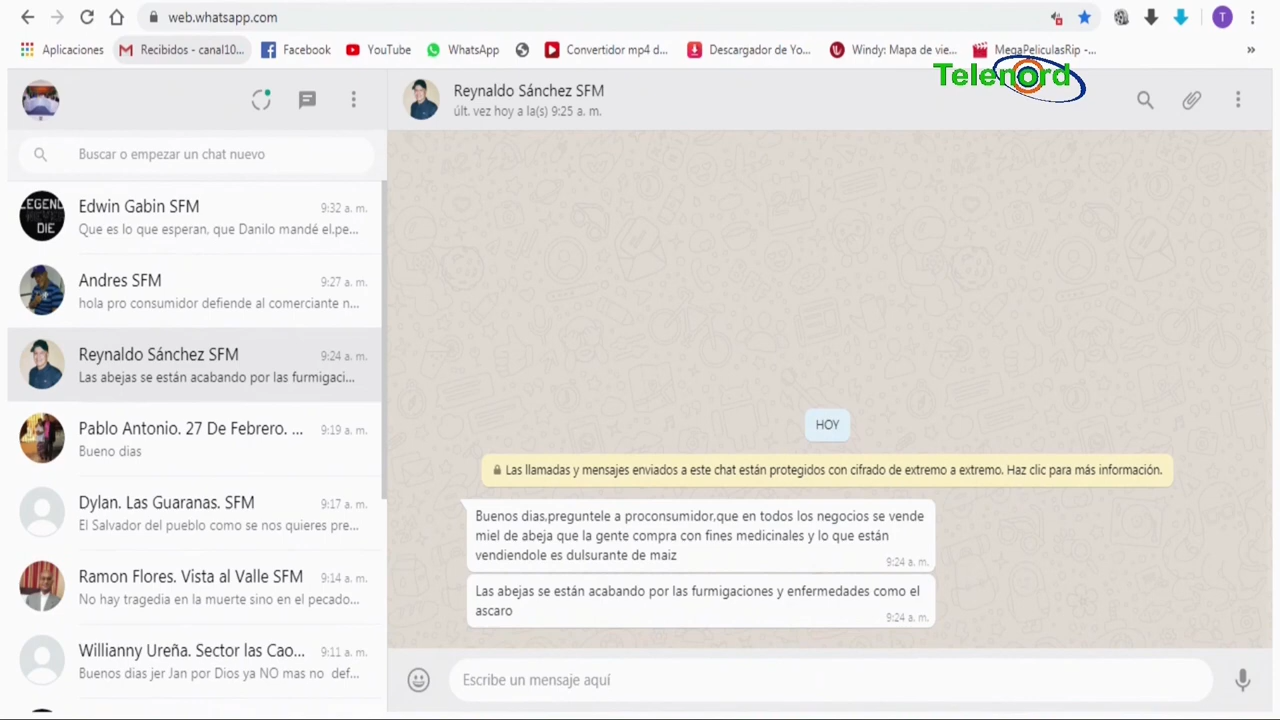 web.whatsapp.com
T
Aplicaciones
Recibidos - canal10...
Facebook
YouTube
WhatsApp
Convertidor mp4 d...
Descargador de Yo...
Windy: Mapa de vie...
MegaPeliculasRip -...
»
Telenord
Reynaldo Sánchez SFM
últ. vez hoy a la(s) 9:25 a. m.
Buscar o empezar un chat nuevo
LEGEND
DIE
Edwin Gabin SFM
9:32 a. m.
Que es lo que esperan, que Danilo mandé el.pe...
Andres SFM
9:27 a. m.
hola pro consumidor defiende al comerciante n...
Reynaldo Sánchez SFM
9:24 a. m.
Las abejas se están acabando por las furmigaci...
Pablo Antonio. 27 De Febrero. ...
9:19 a. m.
Bueno dias
Dylan. Las Guaranas. SFM
9:17 a. m.
El Salvador del pueblo como se nos quieres pre...
Ramon Flores. Vista al Valle SFM
9:14 a. m.
No hay tragedia en la muerte sino en el pecado...
Willianny Ureña. Sector las Cao...
9:11 a. m.
Buenos dias jer Jan por Dios ya NO mas no def...
HOY
Las llamadas y mensajes enviados a este chat están protegidos con cifrado de extremo a extremo. Haz clic para más información.
Buenos dias,preguntele a proconsumidor,que en todos los negocios se vende
miel de abeja que la gente compra con fines medicinales y lo que están
vendiendole es dulsurante de maiz
9:24 a. m.
Las abejas se están acabando por las furmigaciones y enfermedades como el
ascaro
9:24 a. m.
Escribe un mensaje aquí